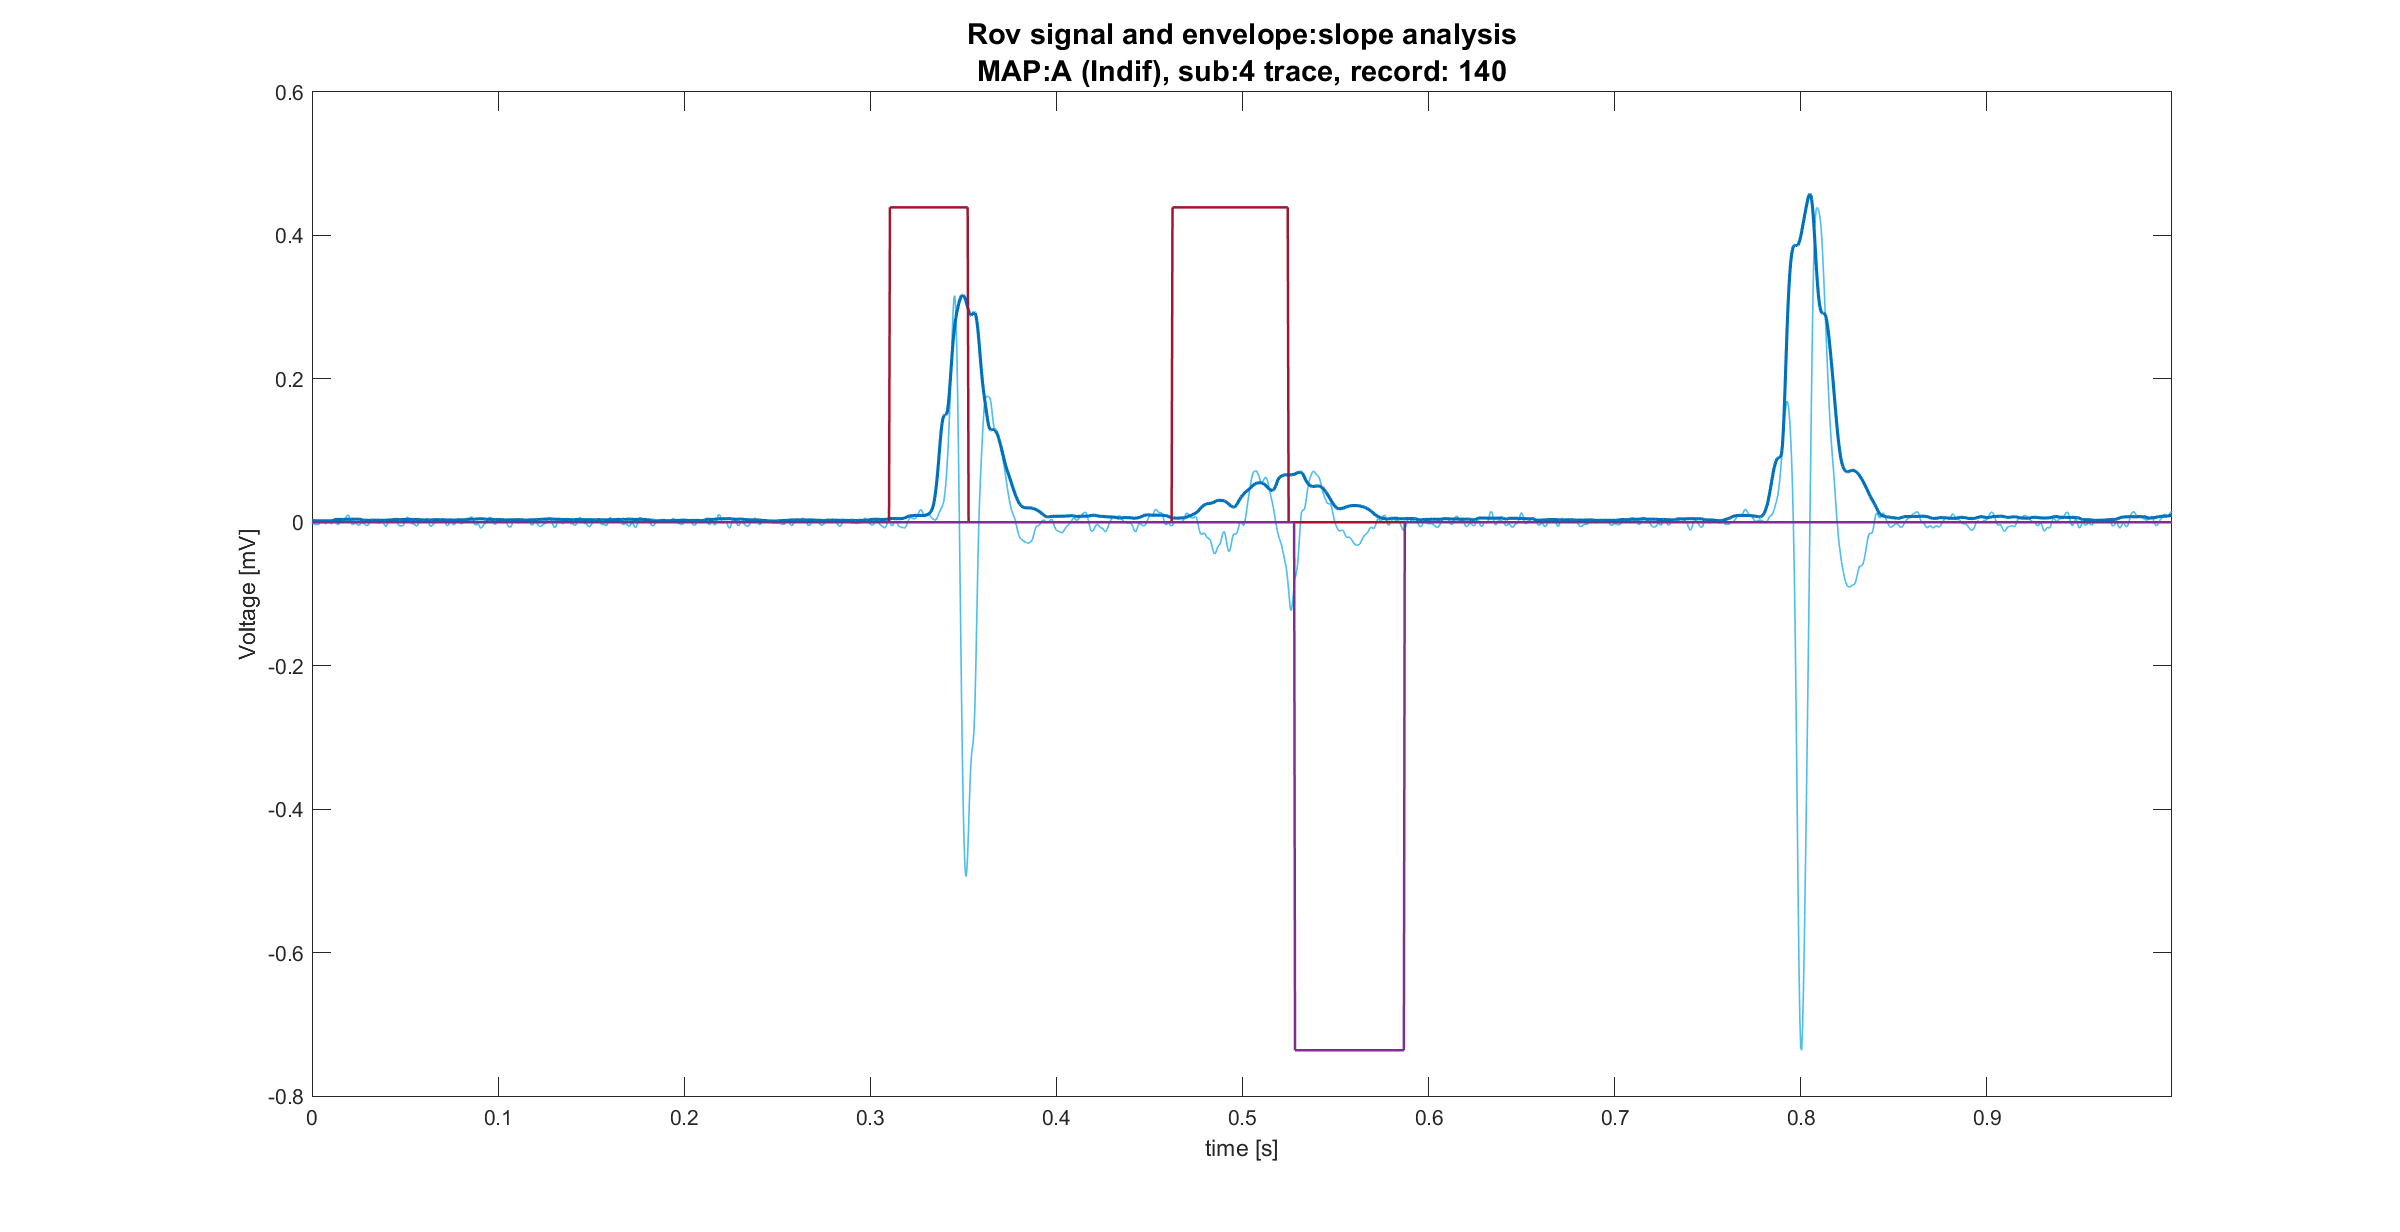 Rov signal and envelope:slope analysis
MAP:A (Indif), sub:4 trace, record: 140
0.6
0.4
0.2
0
-0.2
-0.4
-0.6
-0.8
Voltage [mV]
0 0.1 0.2 0.3 0.4 0.5 0.6 0.7 0.8 0.9
time [s]